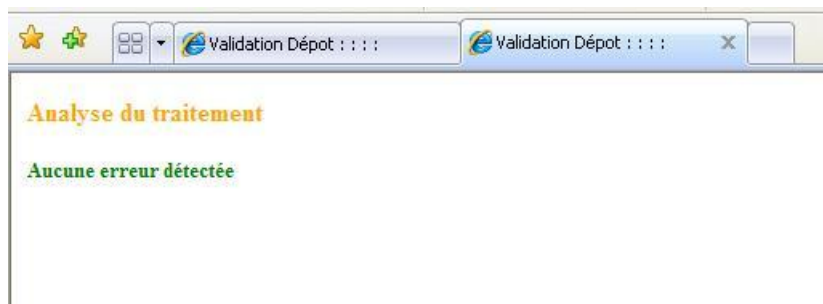 Validation Dépot : : : : Validation Dépot : : : :
Analyse du traitement
Aucune erreur détectée